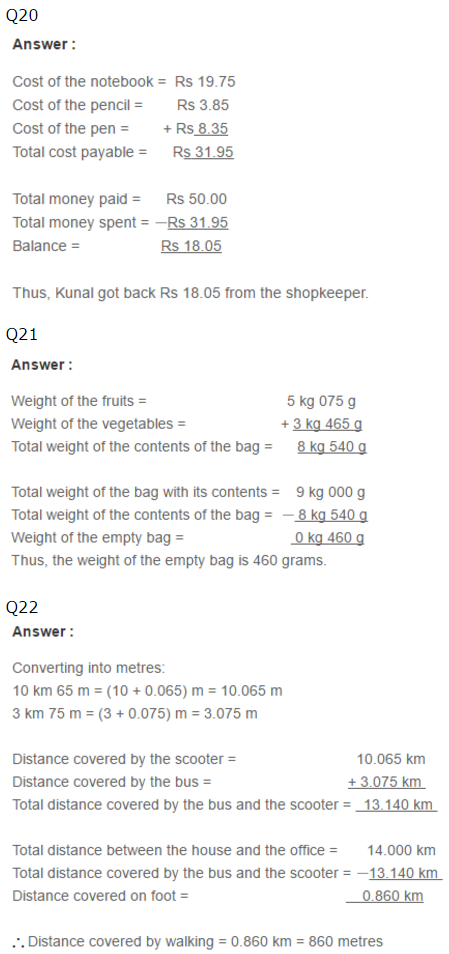 Q20
Answer :
Cost of the notebook = Rs 19.75
Cost of the pencil = Rs 3.85
Cost of the pen = + Rs 8.35
Total cost payable = Rs 31.95
Total money paid = Rs 50.00
Total money spent = —Rs 31.95
Balance = Rs 18.05
Thus, Kunal got back Rs 18.05 from the shopkeeper.
Q21
Answer :
Weight of the fruits = 5 kg 075 g
Weight of the vegetables = + 3 kg 465 g
Total weight of the contents of the bag = 8 kg 540 g
Total weight of the bag with its contents = 9 kg 000 g
Total weight of the contents of the bag = — 8 kg 540 g
Weight of the empty bag = 0 kg 460 g
Thus, the weight of the empty bag is 460 grams.
Q22
Answer :
Converting into metres:
10 km 65 m = (10 + 0.065) m = 10.065 m
3 km 75 m = (3 + 0.075) m = 3.075 m
Distance covered by the scooter = 10.065 km
Distance covered by the bus = + 3.075 km
Total distance covered by the bus and the scooter = 13.140 km
Total distance between the house and the office = 14.000 km
Total distance covered by the bus and the scooter = —13.140 km
Distance covered on foot = 0.860 km
∴ Distance covered by walking = 0.860 km = 860 metres